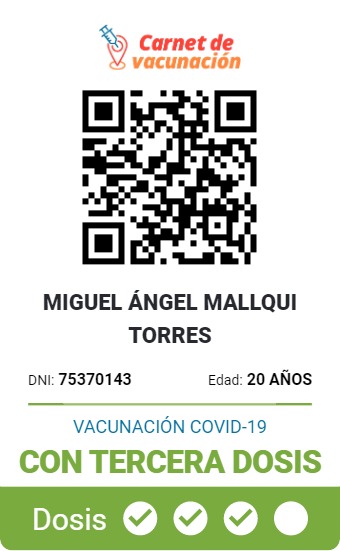 Carnet de
vacunación
MIGUEL ÁNGEL MALLQUI
TORRES
DNI: 75370143
Edad: 20 AÑOS
VACUNACIÓN COVID-19
CON TERCERA DOSIS
Dosis